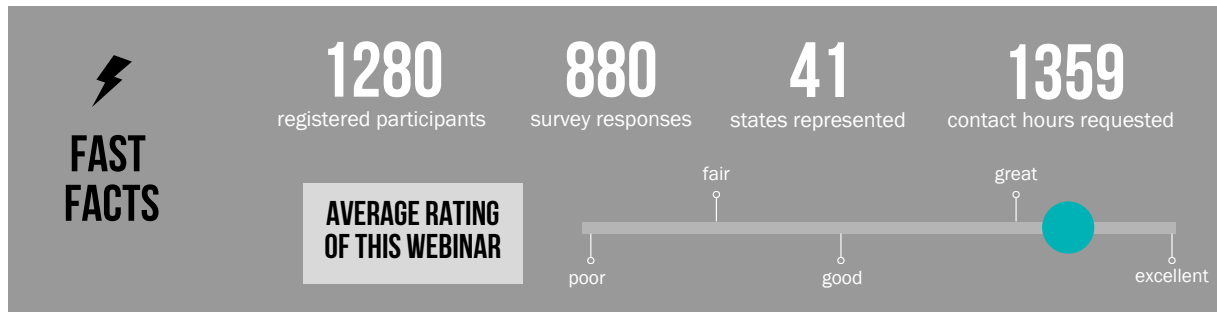 FAST
FACTS
1280
registered participants
880
survey responses
41
states represented
1359
contact hours requested
AVERAGE RATING
OF THIS WEBINAR
poor
fair
good
great
excellent